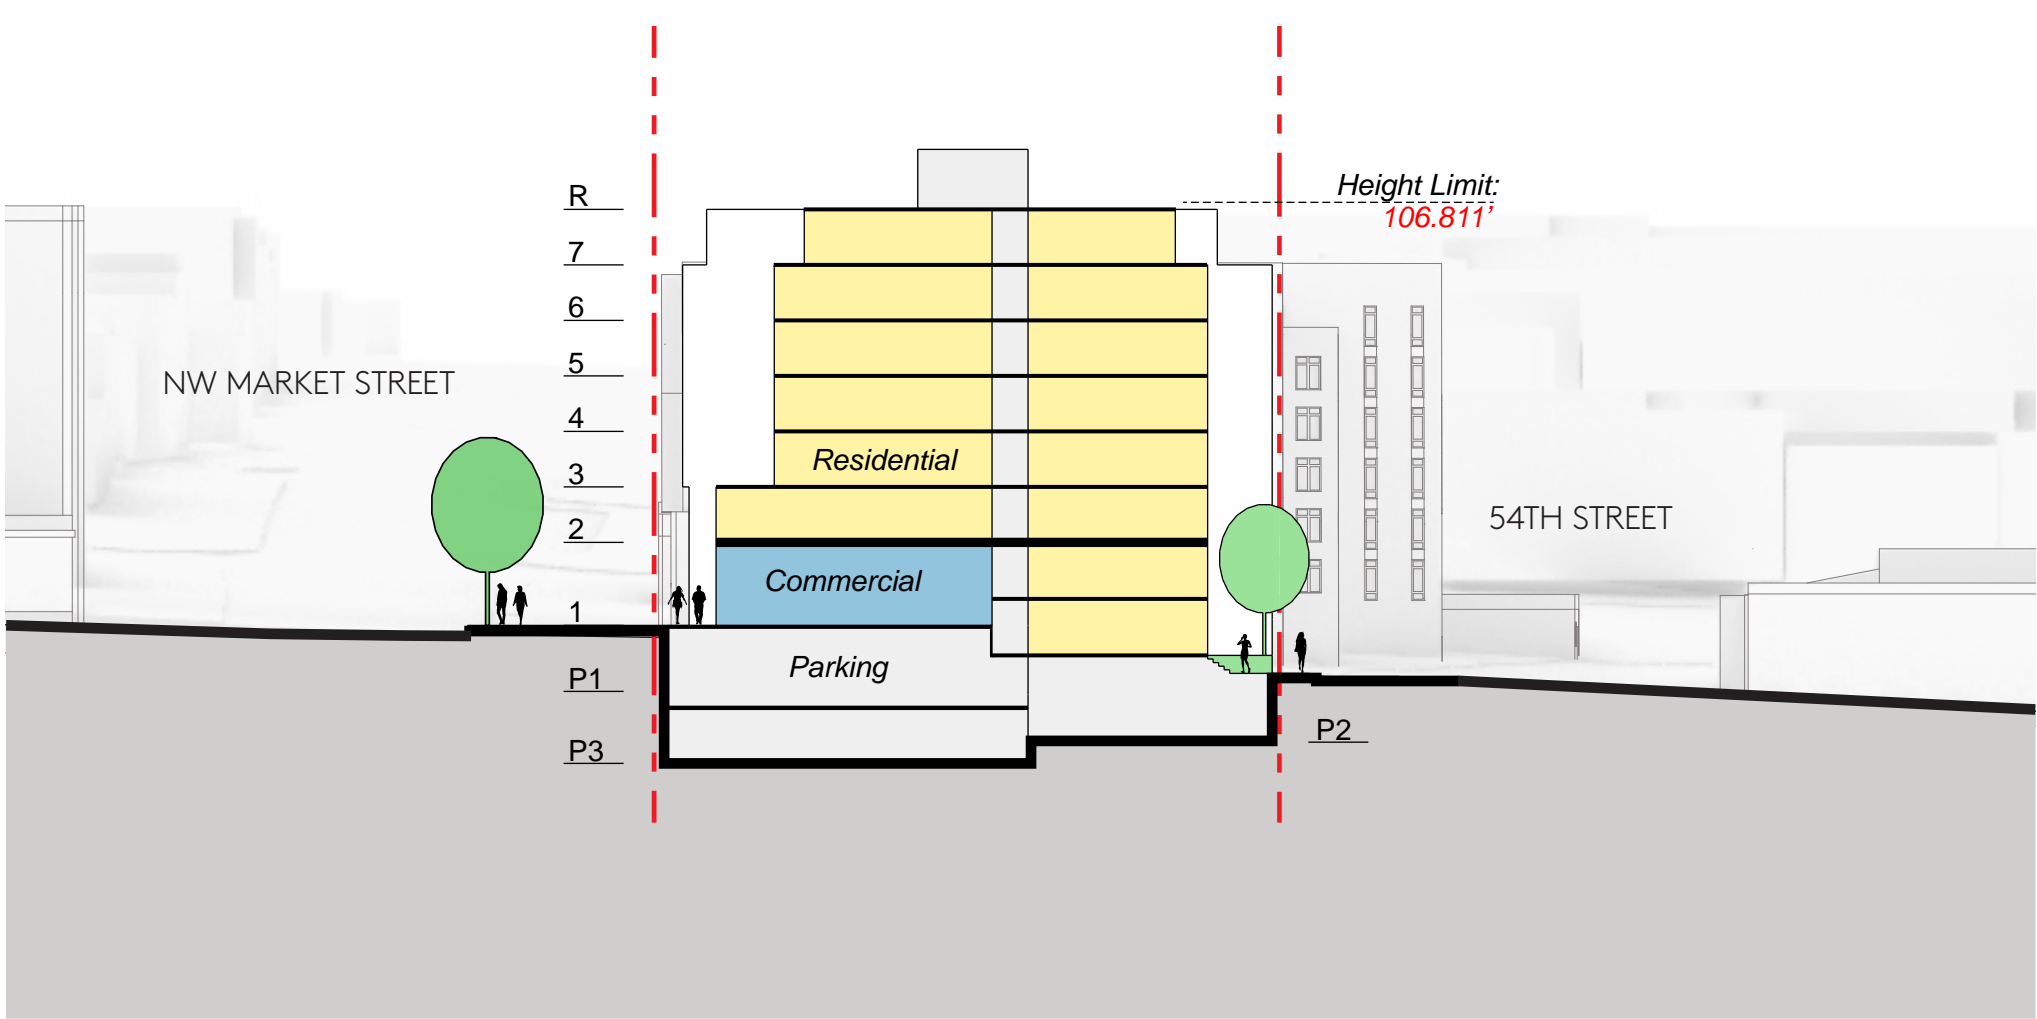 R
Height Limit:
106.811’
7
6
5
NW MARKET STREET
4
Residential
3
54TH STREET
2
Commercial
1
Parking
P1
P2
P3